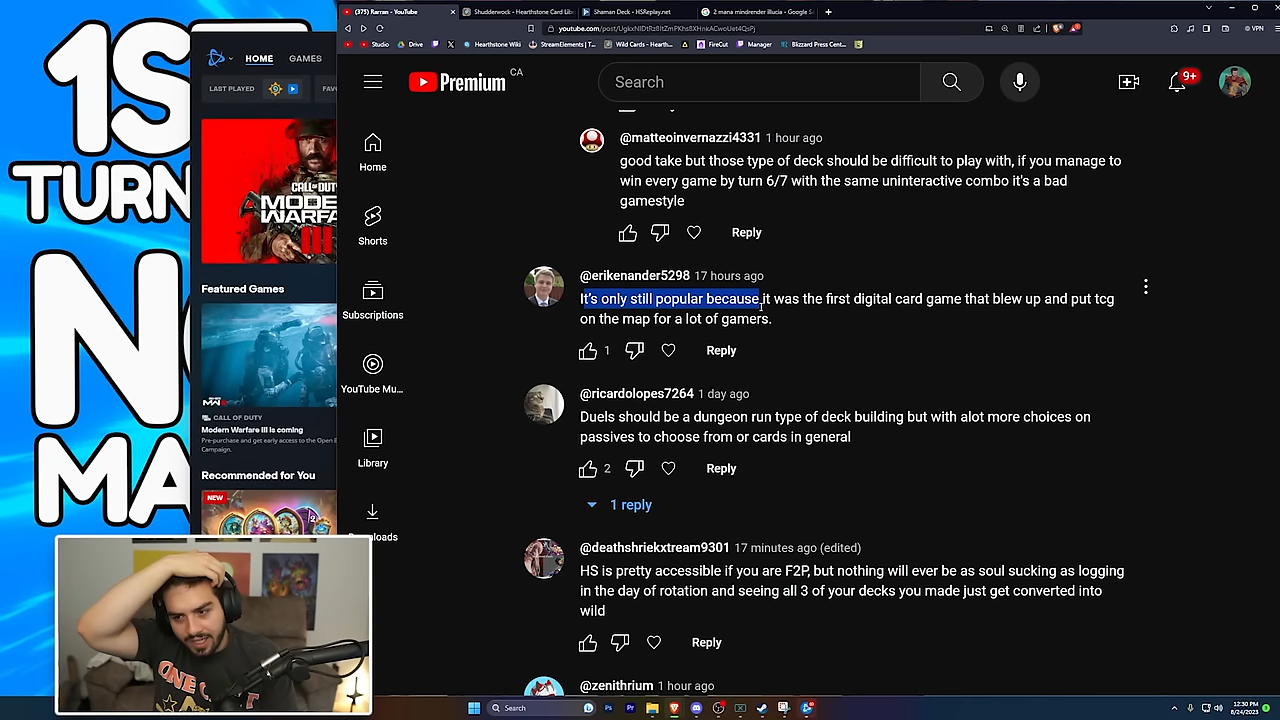 1S
TURN
NO
MA
HOME GAMES
LAST PLAYED
FAVO
CALL OF DUTY
MODE
WARFA
III
Featured Games
CALL OF DUTY
Modern Warfare III is coming
Pre-purchase and get early access to the Open
Campaign.
Recommended for You
NEW
(375) Rarran - YouTube
Shudderwock - Hearthstone Card Lib
Shaman Deck - HSReplay.net
2 mana mindrender illucia - Google S
youtube.com/post/UgkxNIDtRz8ItZmPKhs8XHnkACwoUet4QsPj
VPN
Studio
Drive
Hearthstone Wiki
StreamElements | T...
Wild Cards - Hearth...
FireCut
Manager
Blizzard Press Cent...
Premium CA
Search
9+
Home
Shorts
Subscriptions
YouTube Mu...
Library
Downloads
@matteoinvernazzi4331 1 hour ago
good take but those type of deck should be difficult to play with, if you manage to
win every game by turn 6/7 with the same uninteractive combo it's a bad
gamestyle
Reply
@erikenander5298 17 hours ago
It's only still popular because it was the first digital card game that blew up and put tcg
on the map for a lot of gamers.
1 Reply
@ricardolopes7264 1 day ago
Duels should be a dungeon run type of deck building but with alot more choices on
passives to choose from or cards in general
2 Reply
1 reply
@deathshriekxtream9301 17 minutes ago (edited)
HS is pretty accessible if you are F2P, but nothing will ever be as soul sucking as logging
in the day of rotation and seeing all 3 of your decks you made just get converted into
wild
Reply
@zenithrium 1 hour ago
ONE
Search
12:30 PM
8/24/2023